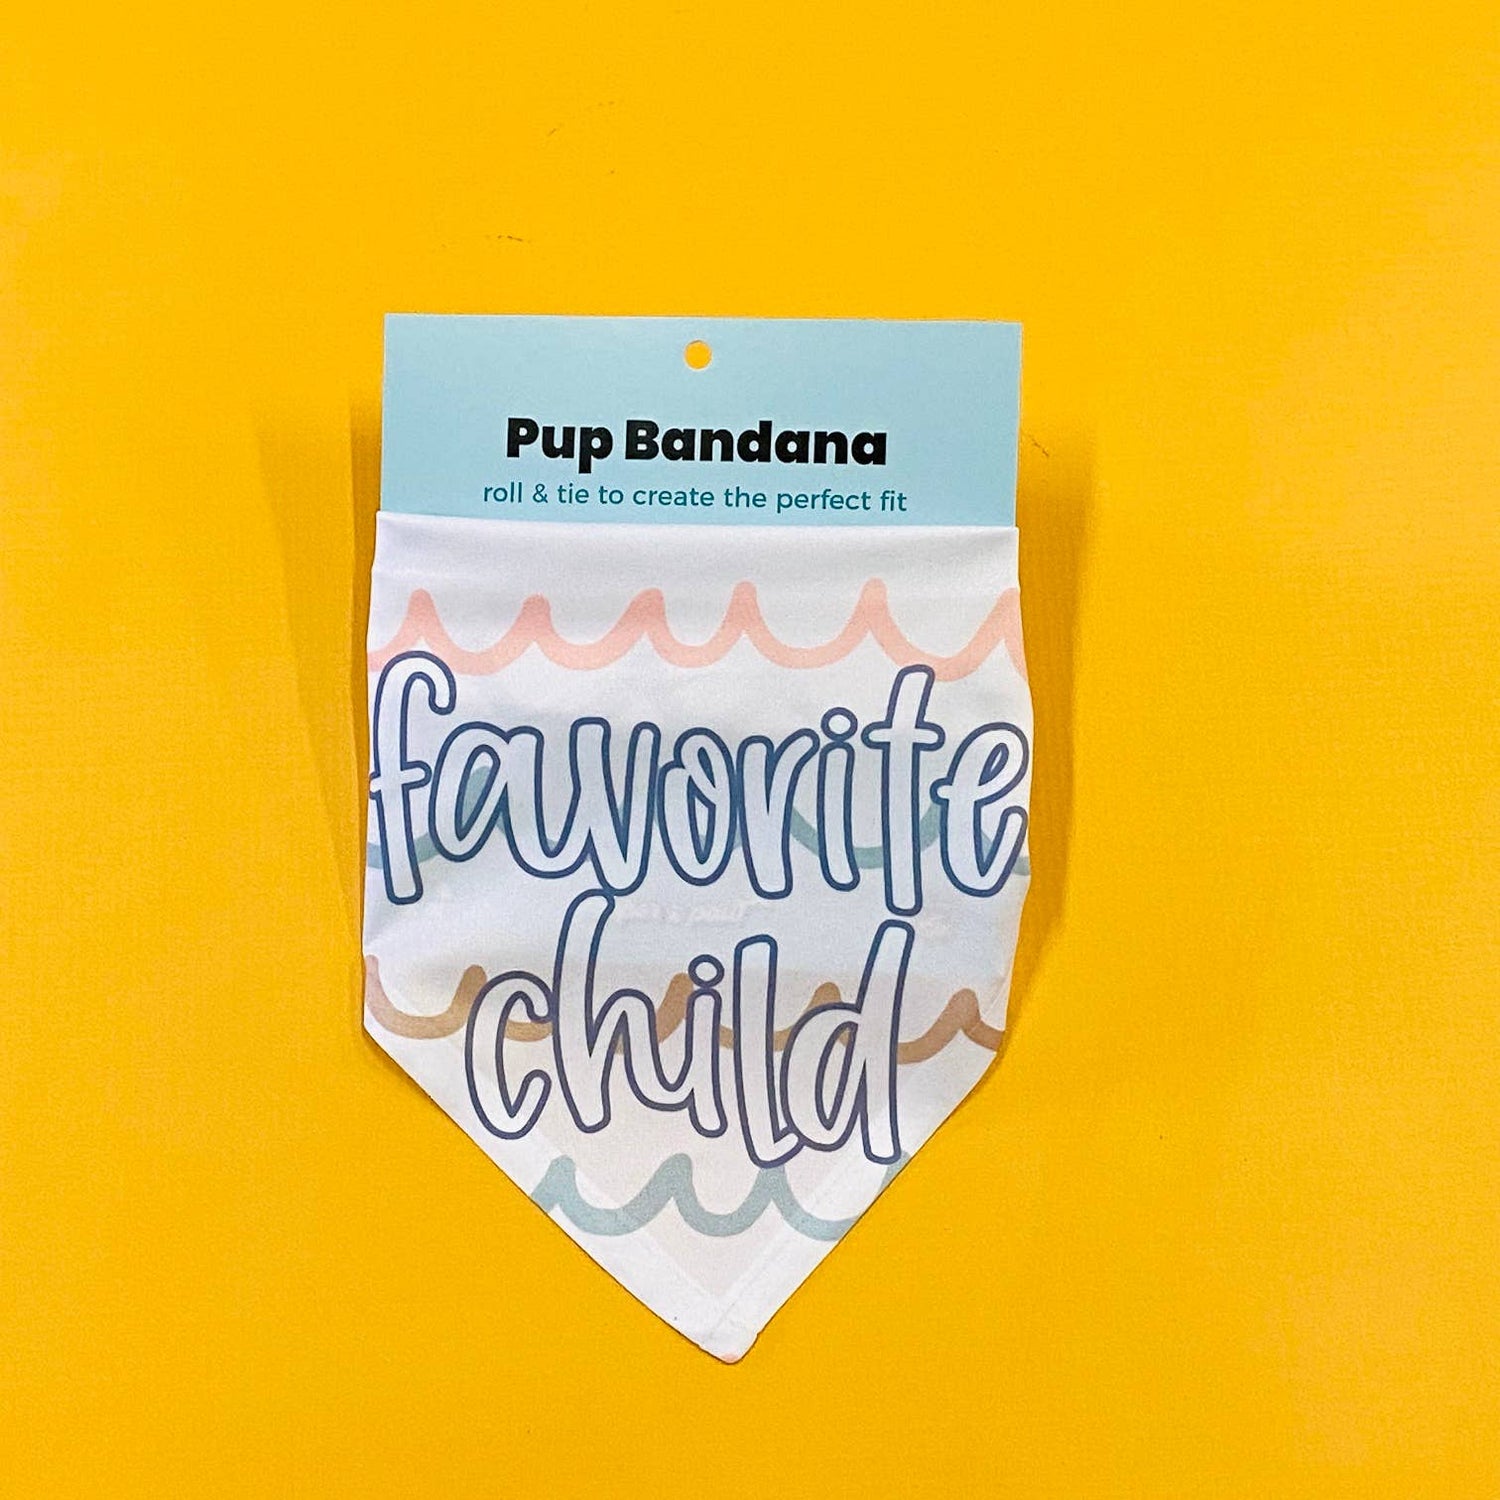 Pup Bandana
roll & tie to create the perfect fit
favorite
child